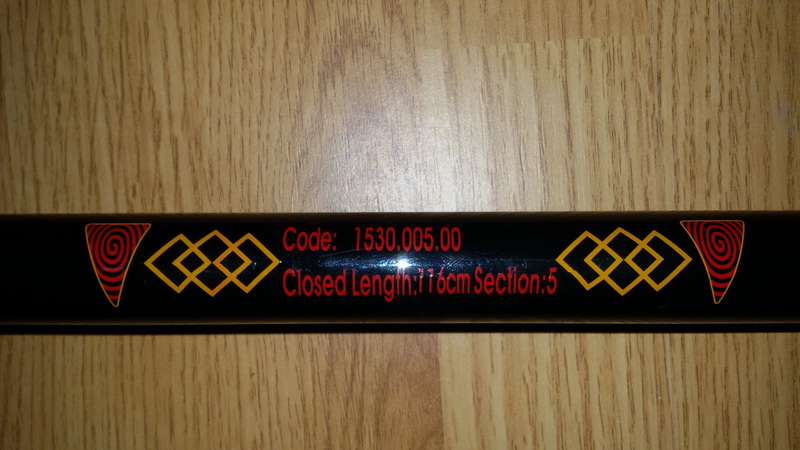 Code: 1530.005.00
Closed Length:116cm Section:5